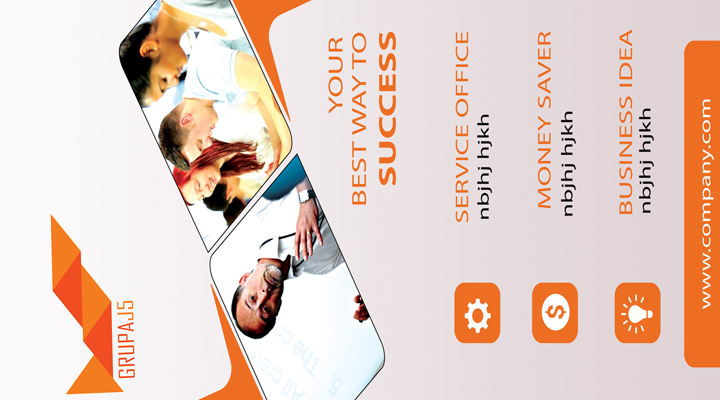 GRUPAJ5
YOUR
BEST WAY TO
SUCCESS
SERVICE OFFICE
nbjhj hjkh
MONEY SAVER
nbjhj hjkh
BUSINESS IDEA
nbjhj hjkh
www.company.com